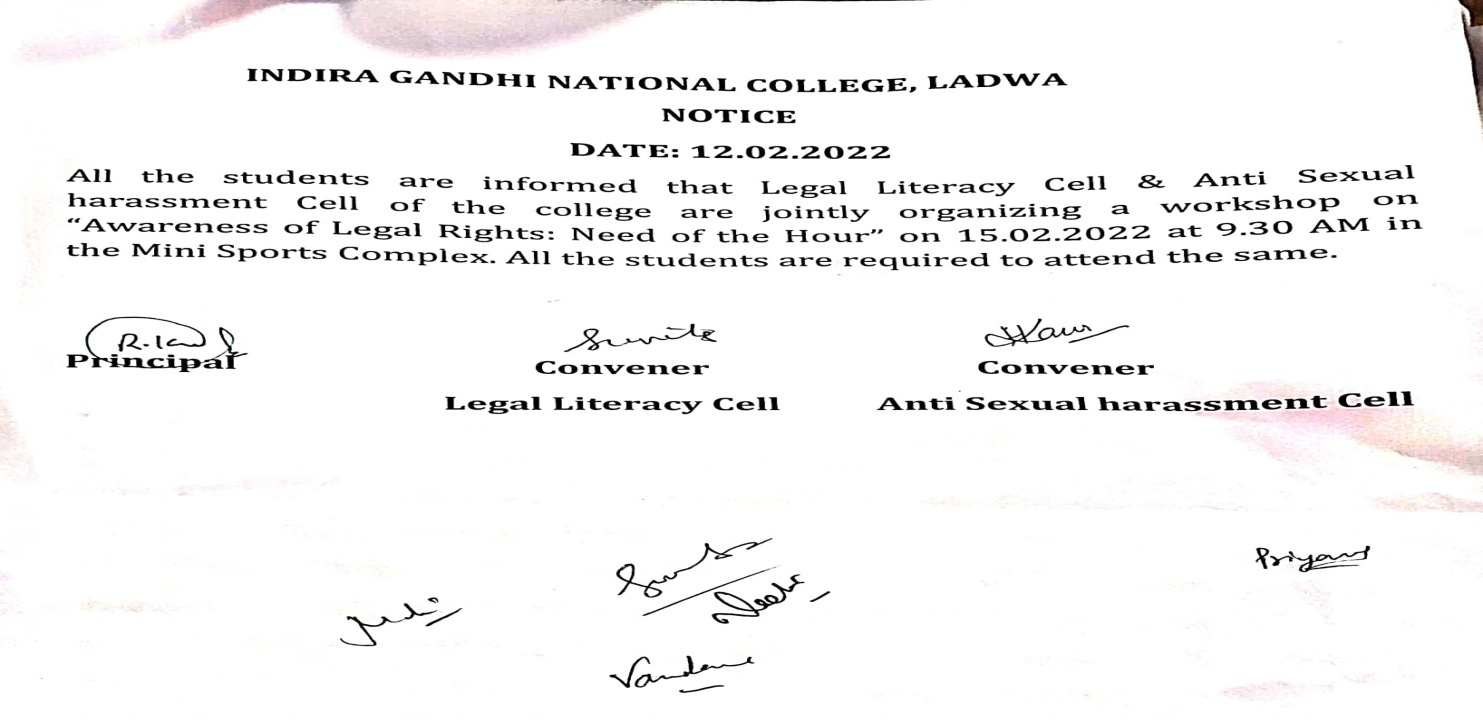 INDIRA GANDHI NATIONAL COLLEGE, LADWA
NOTICE
DATE: 12.02.2022
All the students are informed that Legal Literacy Cell & Anti Sexual
harassment Cell of the college are jointly organizing a workshop on
“Awareness of Legal Rights: Need of the Hour” on 15.02.2022 at 9.30 AM in
the Mini Sports Complex. All the students are required to attend the same.
Principal
Convener
Convener
Legal Literacy Cell
Anti Sexual harassment Cell
Vandana